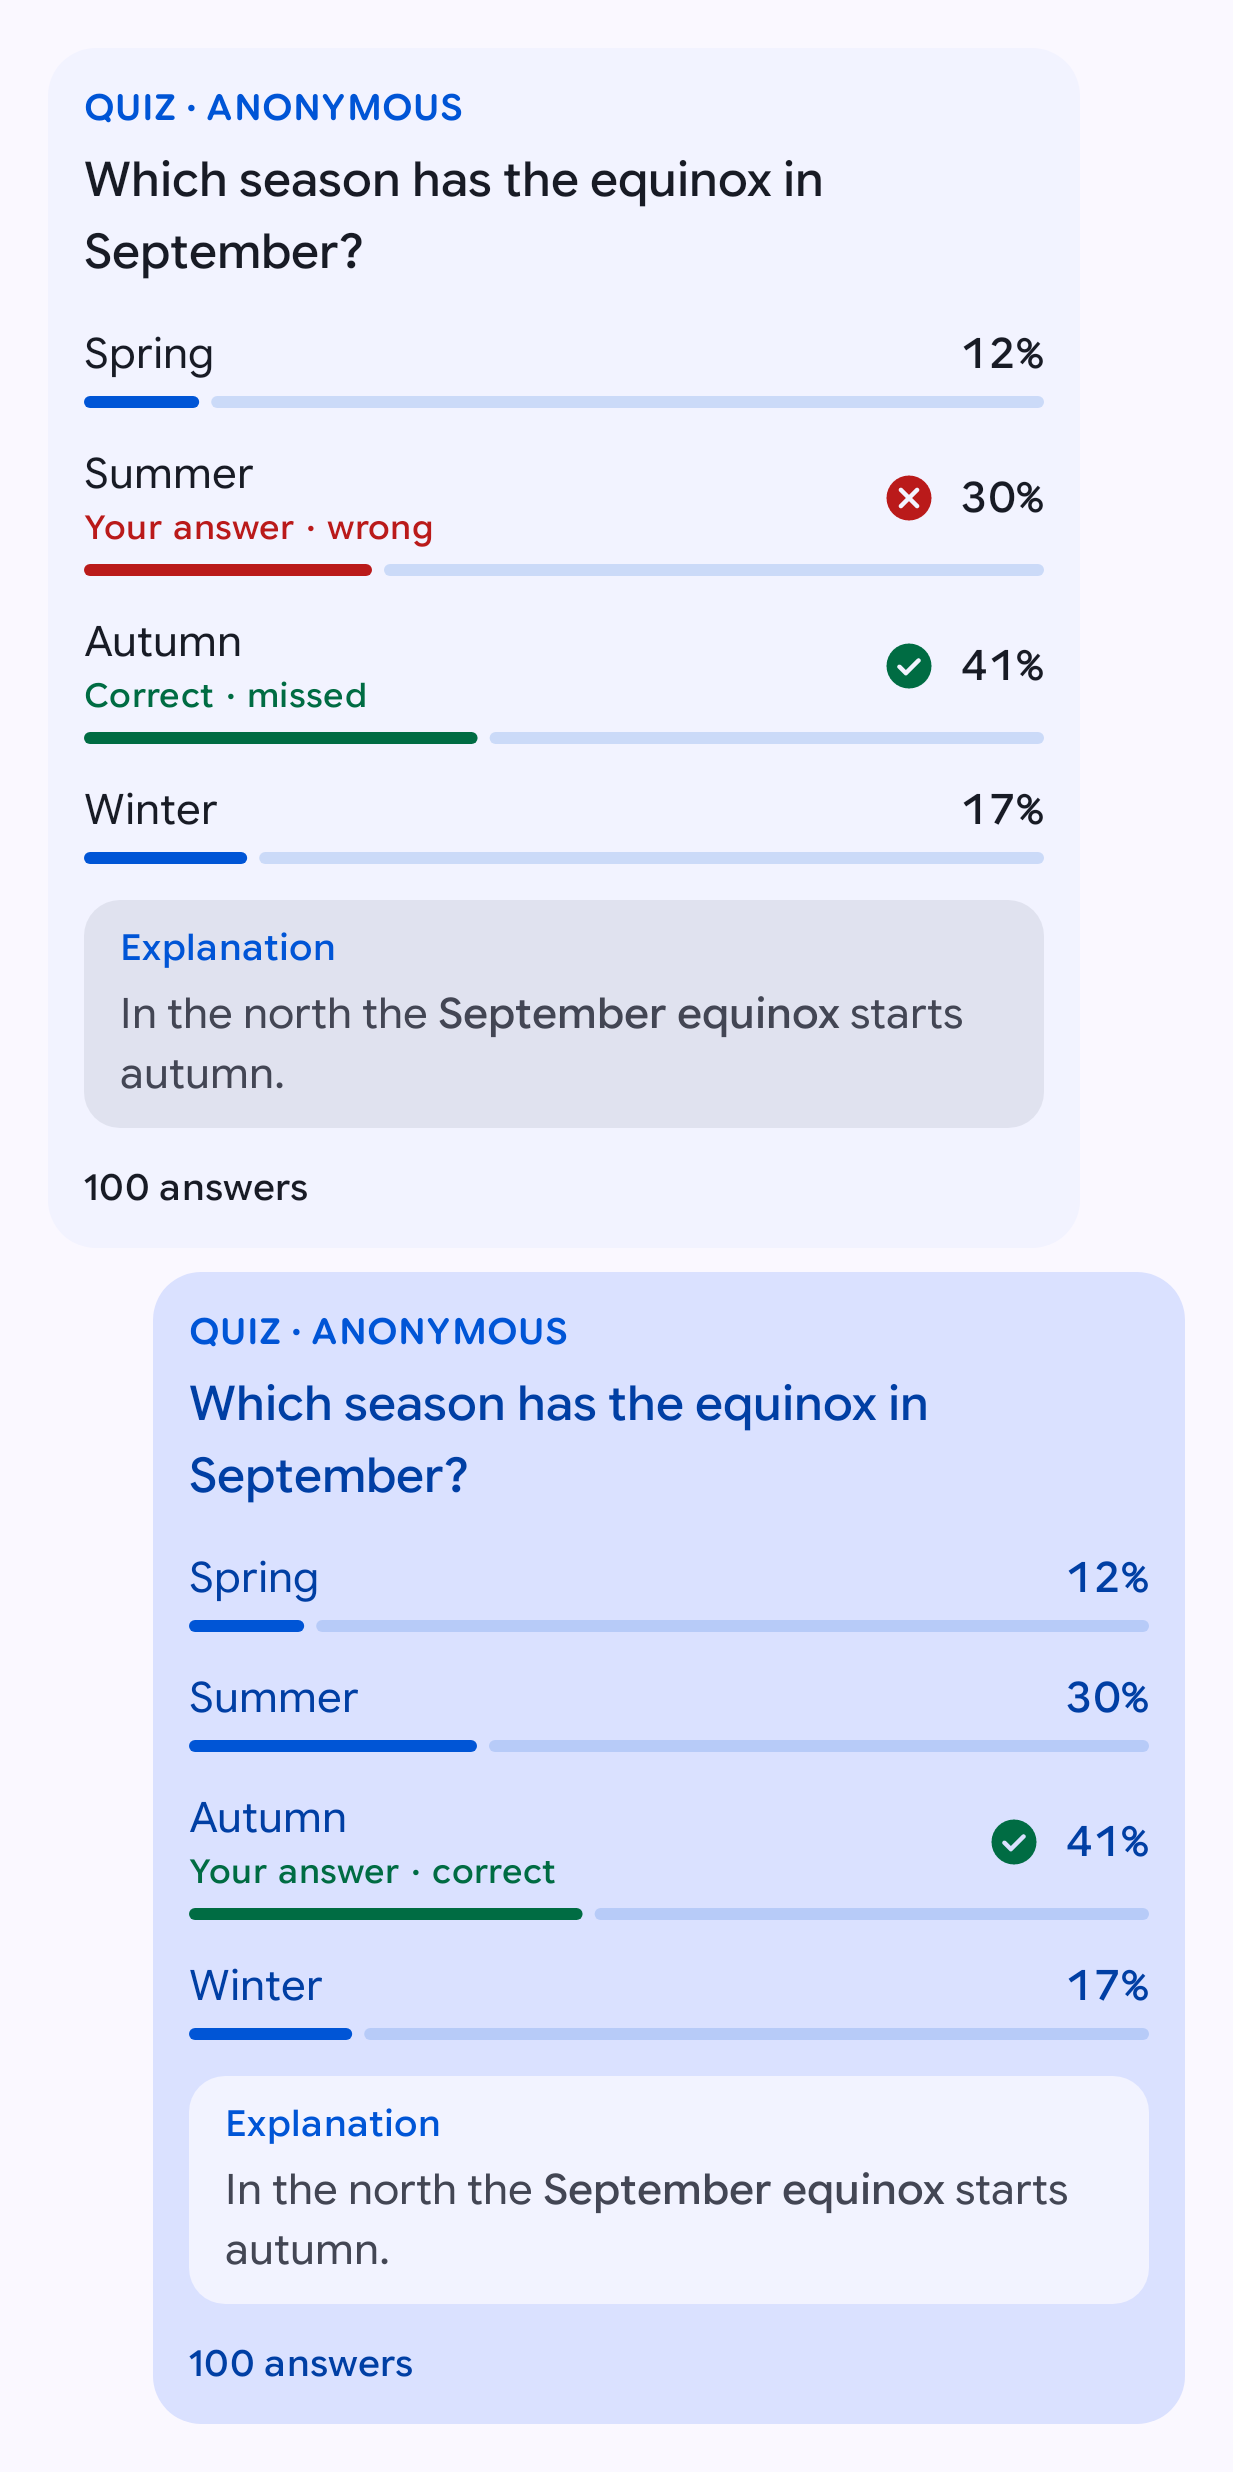 QUIZ · ANONYMOUS
Which season has the equinox in
September?
Spring 12%
Summer 30%
Your answer · wrong
Autumn 41%
Correct · missed
Winter 17%
Explanation
In the north the September equinox starts
autumn.
100 answers
QUIZ · ANONYMOUS
Which season has the equinox in
September?
Spring 12%
Summer 30%
Autumn 41%
Your answer · correct
Winter 17%
Explanation
In the north the September equinox starts
autumn.
100 answers